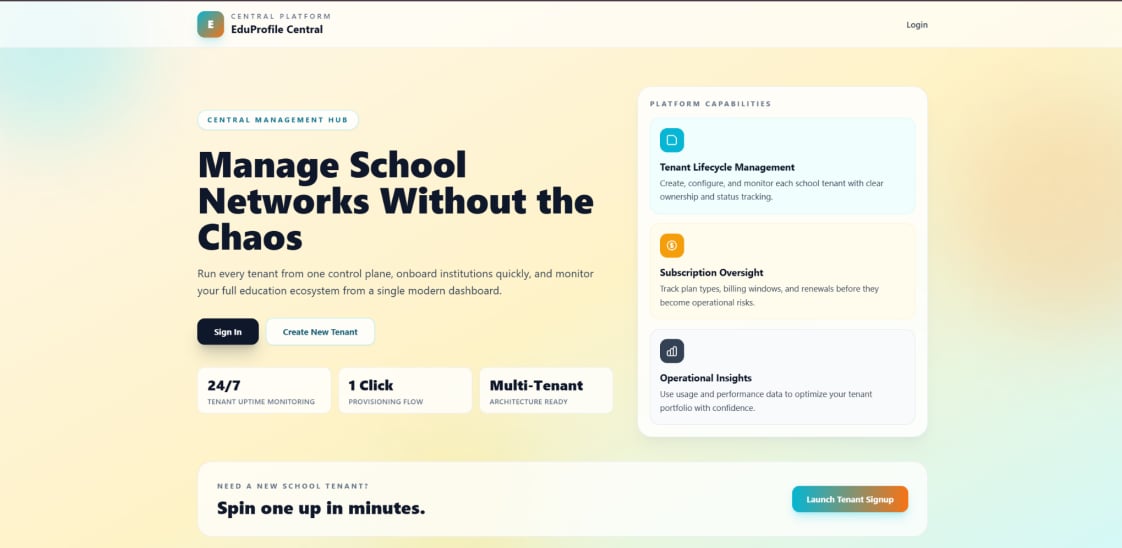 E
CENTRAL PLATFORM
EduProfile Central
Login
CENTRAL MANAGEMENT HUB
Manage School
Networks Without the
Chaos
Run every tenant from one control plane, onboard institutions quickly, and monitor
your full education ecosystem from a single modern dashboard.
Sign In
Create New Tenant
24/7
TENANT UPTIME MONITORING
1 Click
PROVISIONING FLOW
Multi-Tenant
ARCHITECTURE READY
PLATFORM CAPABILITIES
Tenant Lifecycle Management
Create, configure, and monitor each school tenant with clear
ownership and status tracking.
$
Subscription Oversight
Track plan types, billing windows, and renewals before they
become operational risks.
Operational Insights
Use usage and performance data to optimize your tenant
portfolio with confidence.
NEED A NEW SCHOOL TENANT?
Spin one up in minutes.
Launch Tenant Signup